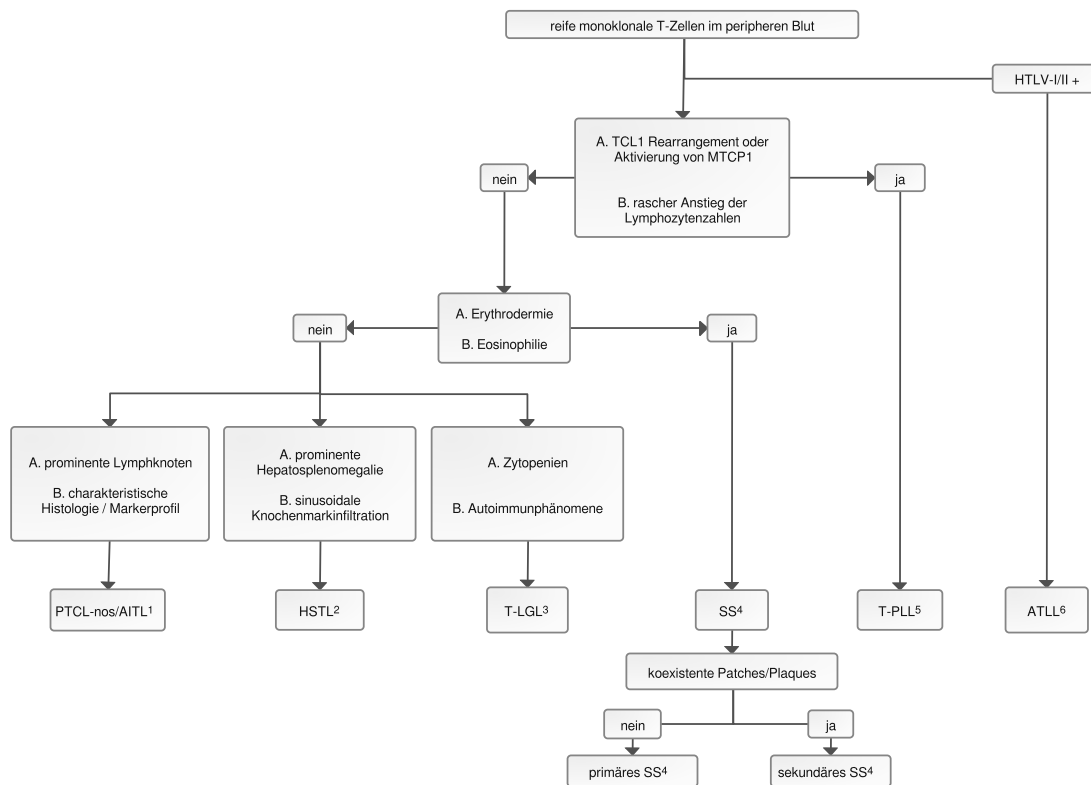 reife monoklonale T-Zellen im peripheren Blut
HTLV-I/II +
A. TCL1 Rearrangement oder
Aktivierung von MTCP1
B. rascher Anstieg der
Lymphozytenzahlen
nein
ja
A. Erythrodermie
B. Eosinophilie
nein
ja
A. prominente Lymphknoten
B. charakteristische
Histologie / Markerprofil
A. prominente
Hepatosplenomegalie
B. sinusoidale
Knochenmarkinfiltration
A. Zytopenien
B. Autoimmunphänomene
PTCL-nos/AITL¹
HSTL²
T-LGL³
SS⁴
T-PLL⁵
ATLL⁶
koexistente Patches/Plaques
nein
ja
primäres SS⁴
sekundäres SS⁴